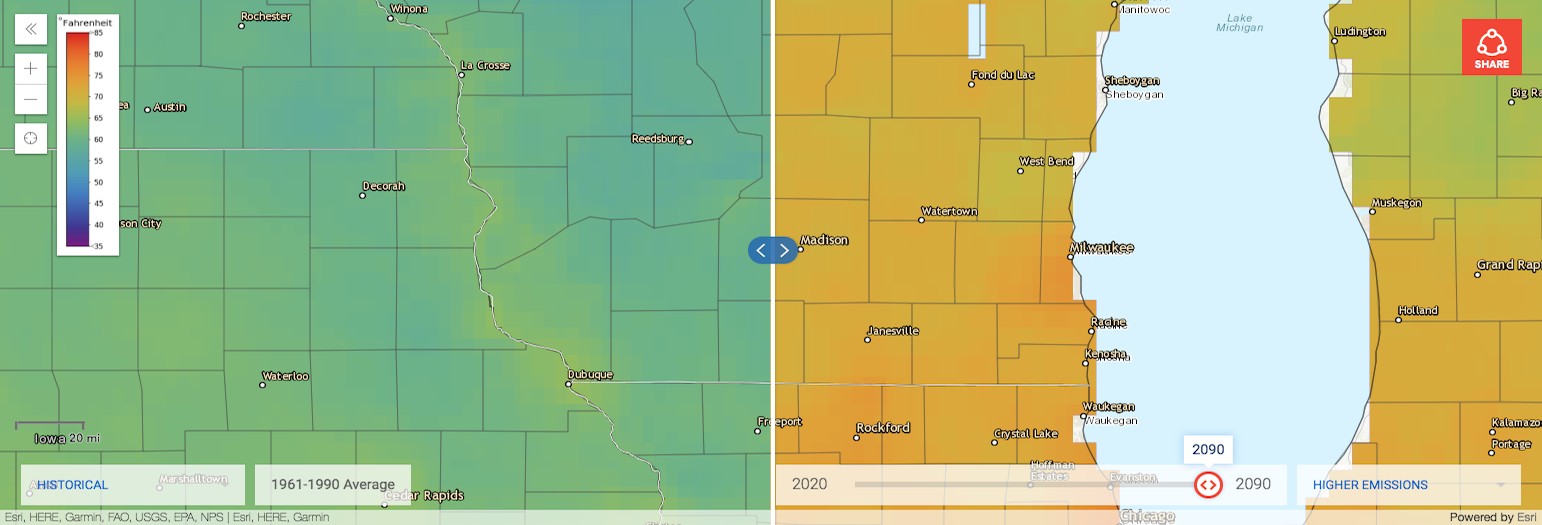 °Fahrenheit
85
80
75
70
65
60
55
50
45
40
35
Rochester
Winona
La Crosse
ea
Austin
Reedsburg
Decorah
son City
Waterloo
Dubuque
Freeport
Iowa 20 mi
Marshalltown
HISTORICAL
1961-1990 Average
Cedar Rapids
Esri, HERE, Garmin, FAO, USGS, EPA, NPS | Esri, HERE, Garmin
Manitowoc
Lake
Michigan
Ludington
SHARE
Fond du Lac
Sheboygan
Sheboygan
Big Ra
West Bend
Watertown
Muskegon
Madison
Milwaukee
Grand Rapi
Holland
Racine
Janesville
Kenosha
Waukegan
Waukegan
Rockford
Crystal Lake
Kalamazo
Portage
2090
Hoffman
Estates
Evanston
2020
2090
HIGHER EMISSIONS
Chicago
Powered by Esri